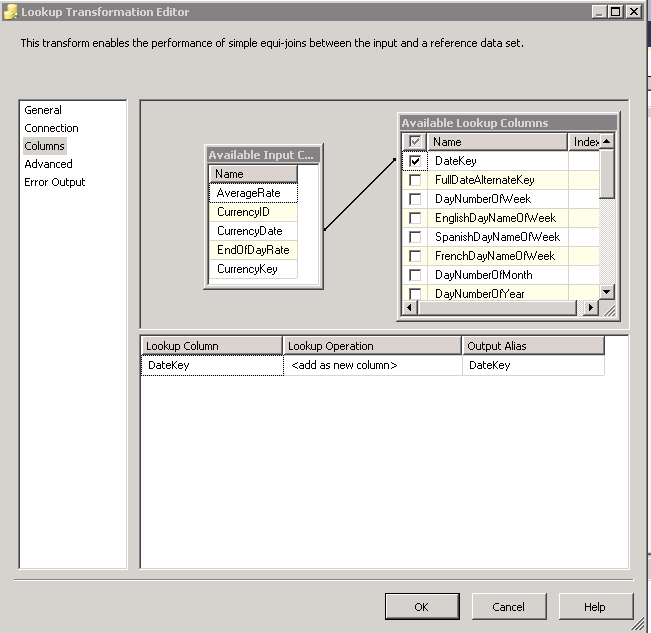 Lookup Transformation Editor
This transform enables the performance of simple equi-joins between the input and a reference data set.
General
Connection
Columns
Advanced
Error Output
Available Input C...
Name
AverageRate
CurrencyID
CurrencyDate
EndOfDayRate
CurrencyKey
Available Lookup Columns
Name Index
DateKey
FullDateAlternateKey
DayNumberOfWeek
EnglishDayNameOfWeek
SpanishDayNameOfWeek
FrenchDayNameOfWeek
DayNumberOfMonth
DayNumberOfYear
Lookup Column Lookup Operation Output Alias
DateKey <add as new column> DateKey
OK Cancel Help